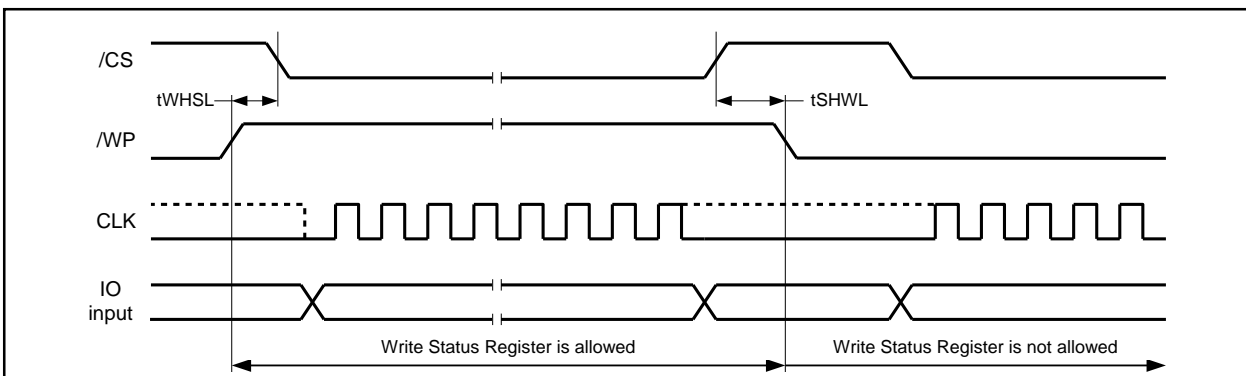 /CS
tWHSL
tSHWL
/WP
CLK
IO
input
Write Status Register is allowed
Write Status Register is not allowed